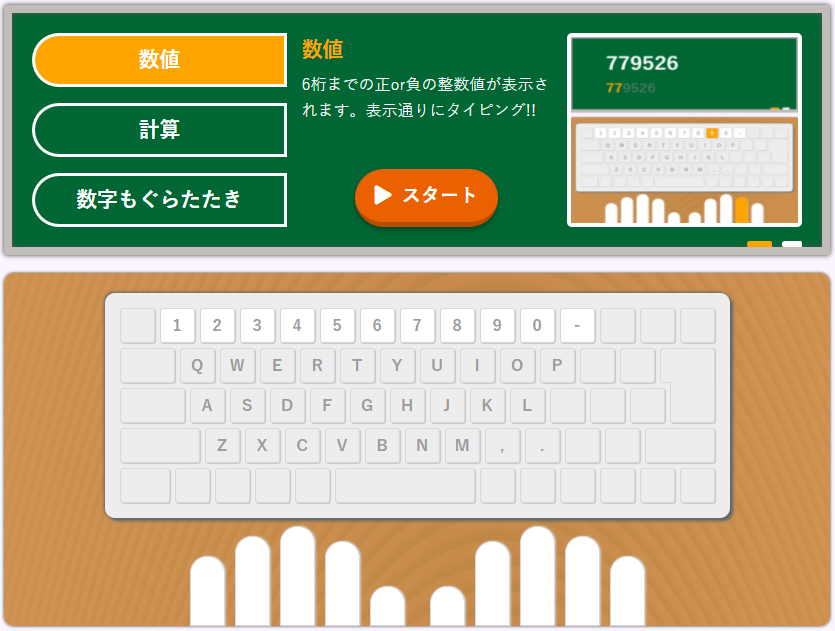 数値
計算
数字もぐらたたき
数値
6桁までの正or負の整数値が表示さ
れます。表示通りにタイピング!!
スタート
779526
779526
1 2 3 4 5 6 7 8 9 0 -
Q W E R T Y U I O P
A S D F G H J K L
Z X C V B N M , .